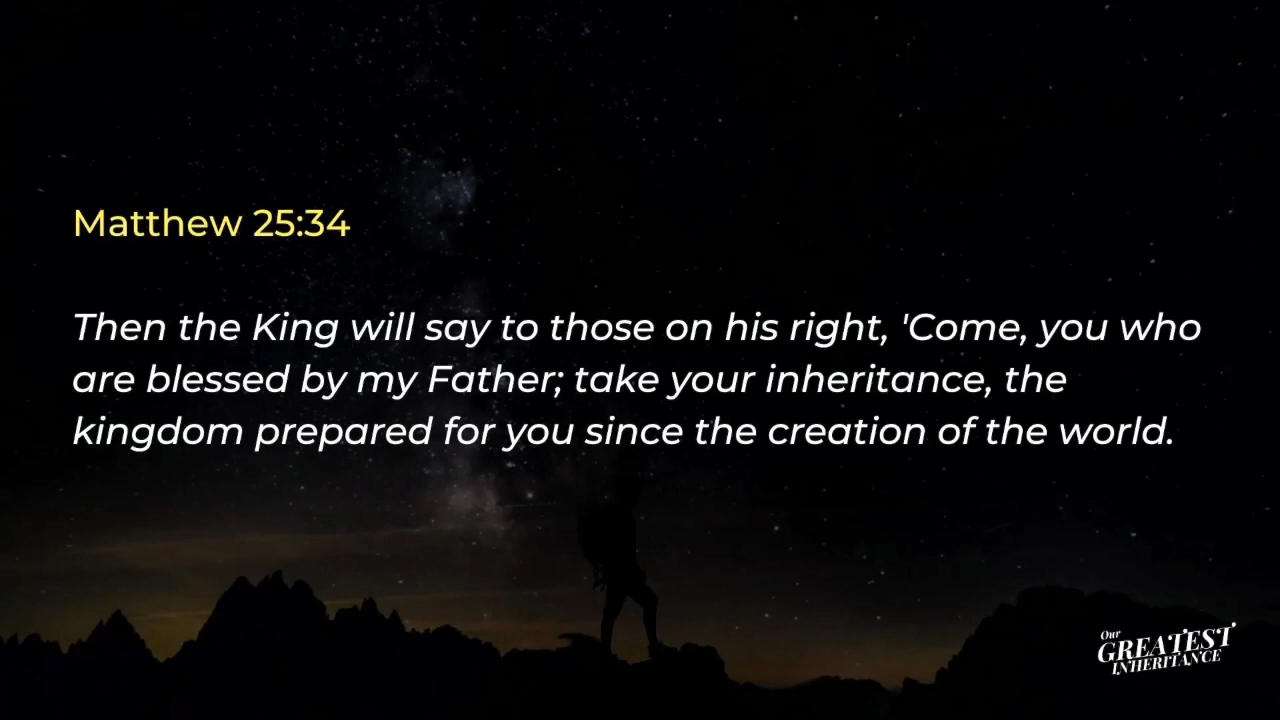 Matthew 25:34
Then the King will say to those on his right, 'Come, you who
are blessed by my Father; take your inheritance, the
kingdom prepared for you since the creation of the world.
Our
GREATEST
INHERITANCE